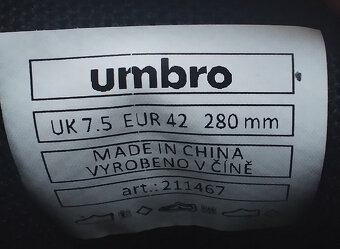 umbro
UK 7.5 EUR 42 280 mm
MADE IN CHINA
VYROBENO V ČÍNĚ
art.: 211467